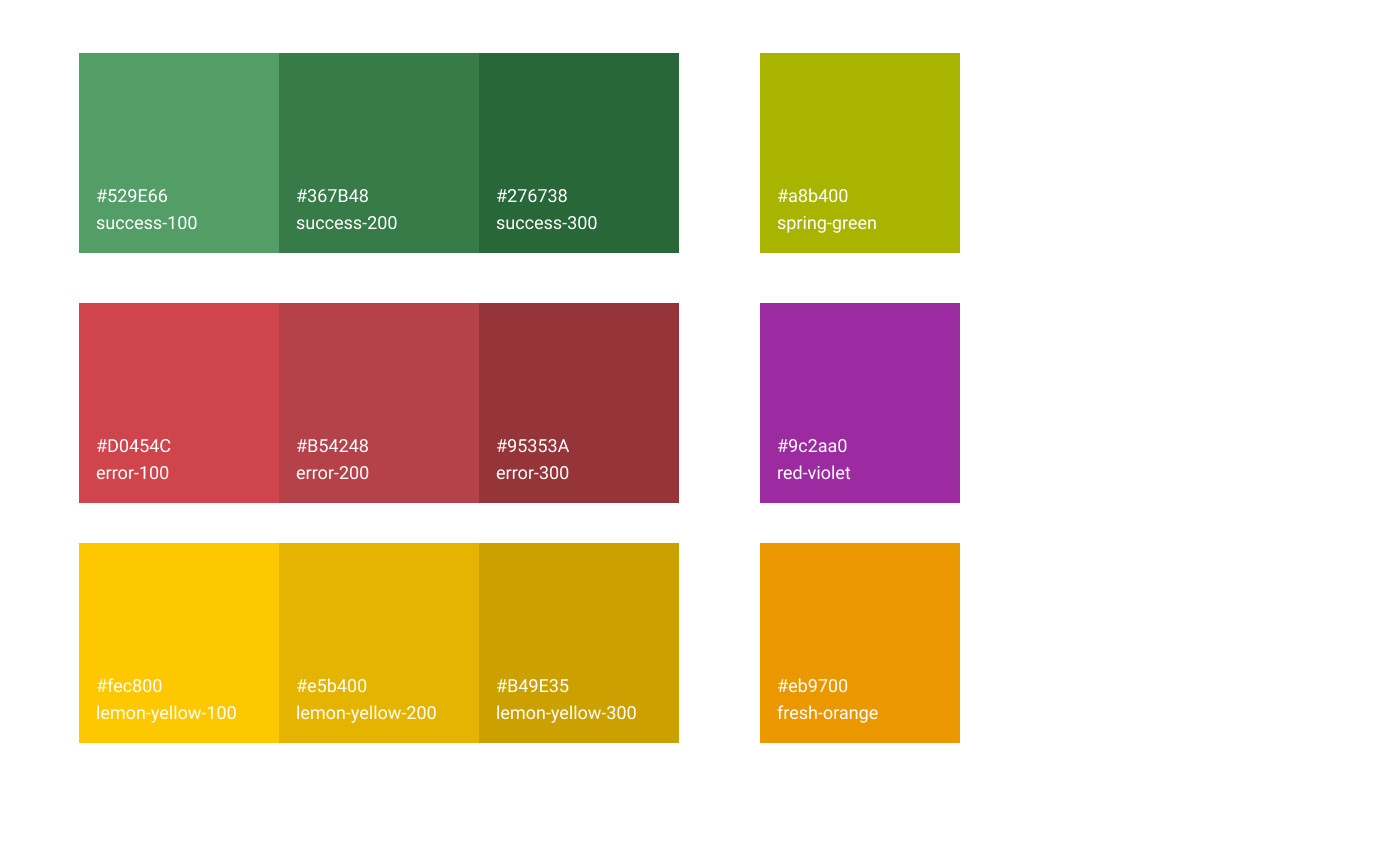 #529E66
success-100
#367B48
success-200
#276738
success-300
#a8b400
spring-green
#D0454C
error-100
#B54248
error-200
#95353A
error-300
#9c2aa0
red-violet
#fec800
lemon-yellow-100
#e5b400
lemon-yellow-200
#B49E35
lemon-yellow-300
#eb9700
fresh-orange